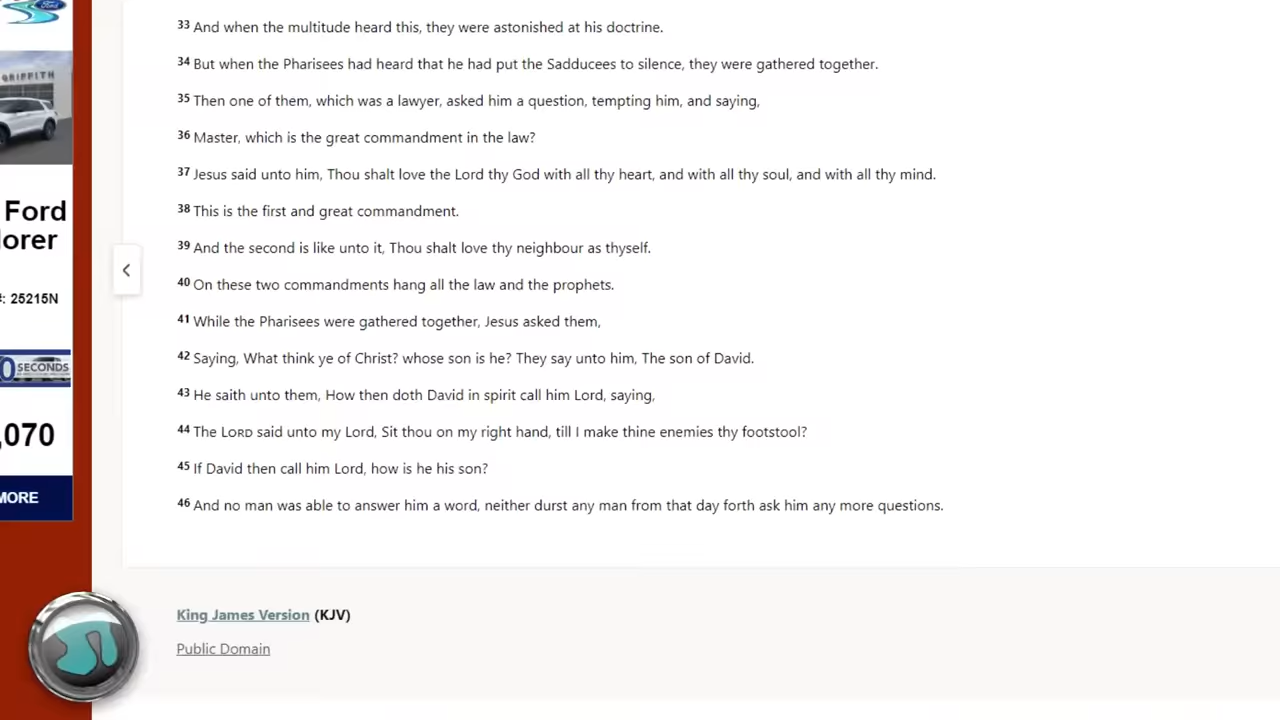 33 And when the multitude heard this, they were astonished at his doctrine.
34 But when the Pharisees had heard that he had put the Sadducees to silence, they were gathered together.
35 Then one of them, which was a lawyer, asked him a question, tempting him, and saying,
36 Master, which is the great commandment in the law?
37 Jesus said unto him, Thou shalt love the Lord thy God with all thy heart, and with all thy soul, and with all thy mind.
38 This is the first and great commandment.
39 And the second is like unto it, Thou shalt love thy neighbour as thyself.
40 On these two commandments hang all the law and the prophets.
41 While the Pharisees were gathered together, Jesus asked them,
42 Saying, What think ye of Christ? whose son is he? They say unto him, The son of David.
43 He saith unto them, How then doth David in spirit call him Lord, saying,
44 The LORD said unto my Lord, Sit thou on my right hand, till I make thine enemies thy footstool?
45 If David then call him Lord, how is he his son?
46 And no man was able to answer him a word, neither durst any man from that day forth ask him any more questions.
King James Version (KJV)
Public Domain
Ford
GRIFFITH
Ford
lorer
: 25215N
0 SECONDS
,070
MORE